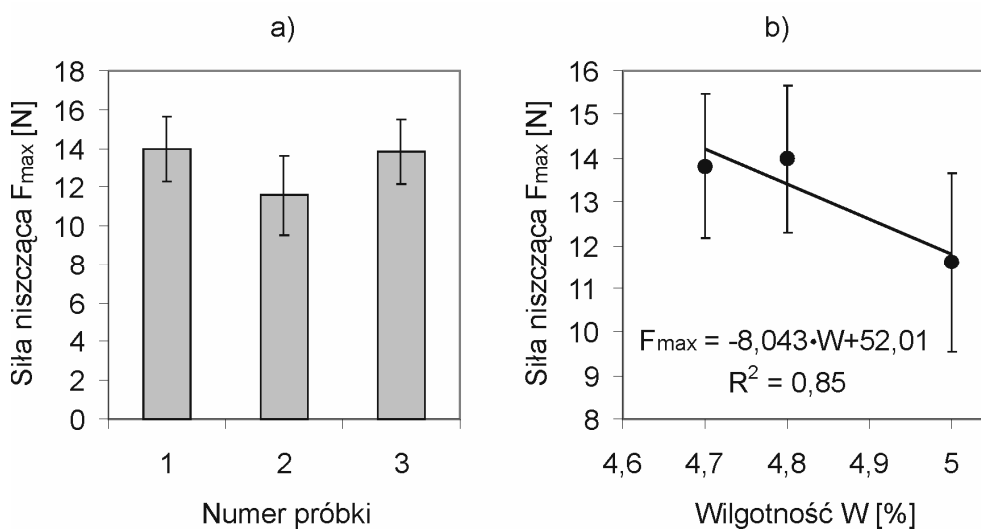 a)
Siła niszcząca Fmax [N]
18
16
14
12
10
8
6
4
2
0
1 2 3
Numer próbki
b)
Siła niszcząca Fmax [N]
16
15
14
13
12
11
10
9
8
Fmax = -8,043•W+52,01
R² = 0,85
4,6 4,7 4,8 4,9 5
Wilgotność W [%]